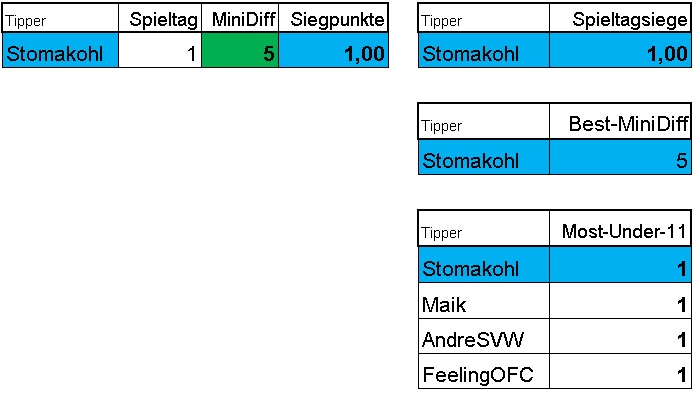 Tipper Spieltag MiniDiff Siegpunkte
Stomakohl 1 5 1,00
Tipper Spieltagsiege
Stomakohl 1,00
Tipper Best-MiniDiff
Stomakohl 5
Tipper Most-Under-11
Stomakohl 1
Maik 1
AndreSVW 1
FeelingOFC 1